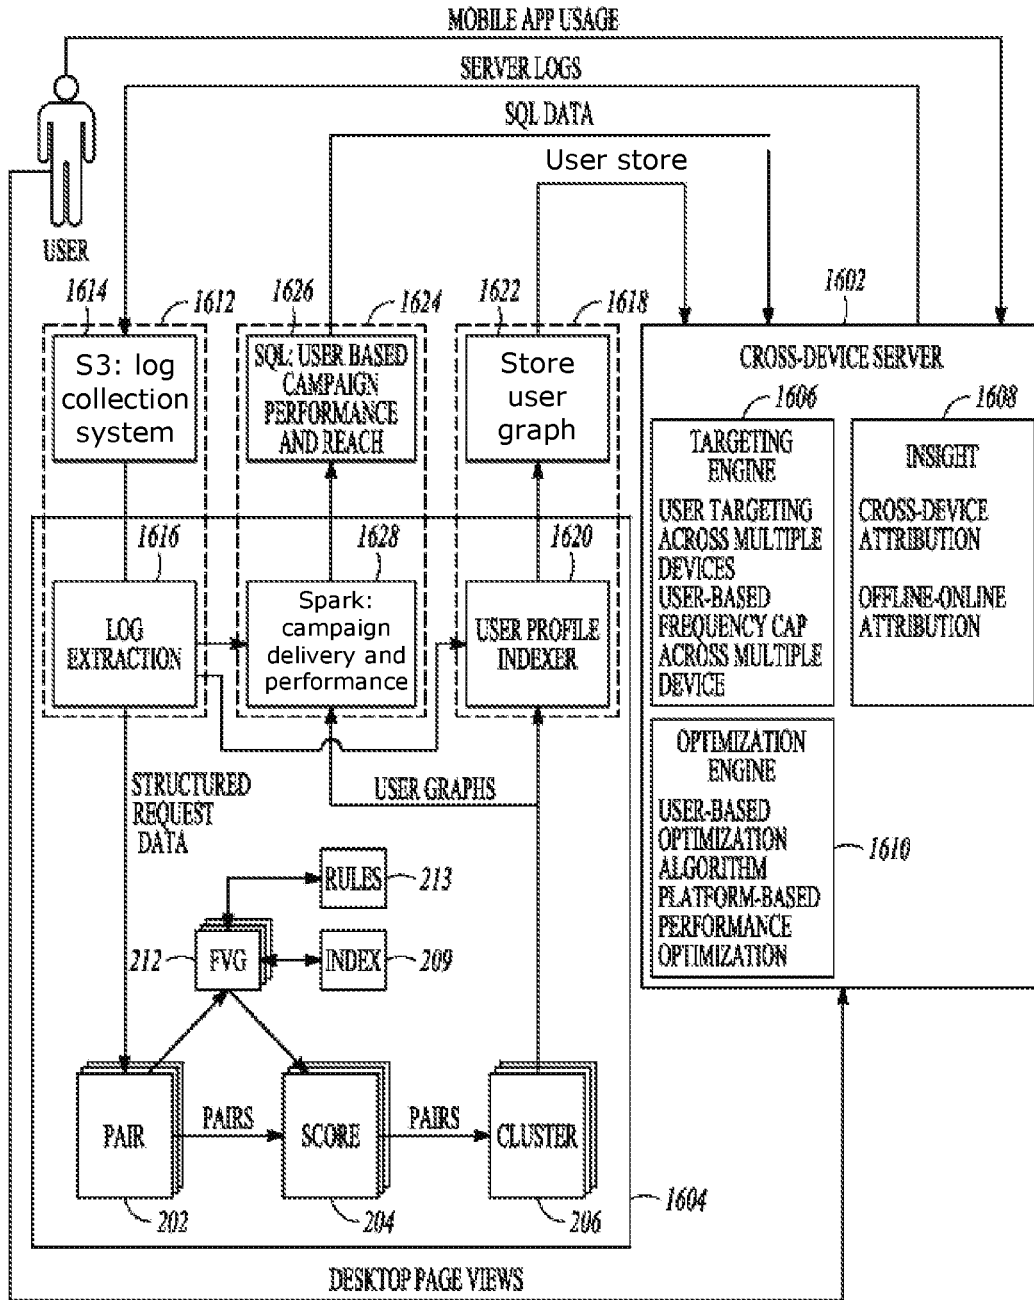 MOBILE APP USAGE
SERVER LOGS
SQL DATA
User store
USER
1614
1612
1626
1624
1622
1618
1602
S3: log
collection
system
SQL: USER BASED
CAMPAIGN
PERFORMANCE
AND REACH
Store
user
graph
CROSS-DEVICE SERVER
1606
1608
TARGETING
ENGINE
USER TARGETING
ACROSS MULTIPLE
DEVICES
USER-BASED
FREQUENCY CAP
ACROSS MULTIPLE
DEVICE
INSIGHT
CROSS-DEVICE
ATTRIBUTION
OFFLINE-ONLINE
ATTRIBUTION
1616
1628
1620
LOG
EXTRACTION
Spark:
campaign
delivery and
performance
USER PROFILE
INDEXER
OPTIMIZATION
ENGINE
USER-BASED
OPTIMIZATION
ALGORITHM
PLATFORM-BASED
PERFORMANCE
OPTIMIZATION
1610
STRUCTURED
REQUEST
DATA
USER GRAPHS
RULES
213
212
FVG
INDEX
209
PAIR
PAIRS
SCORE
PAIRS
CLUSTER
202
204
206
1604
DESKTOP PAGE VIEWS